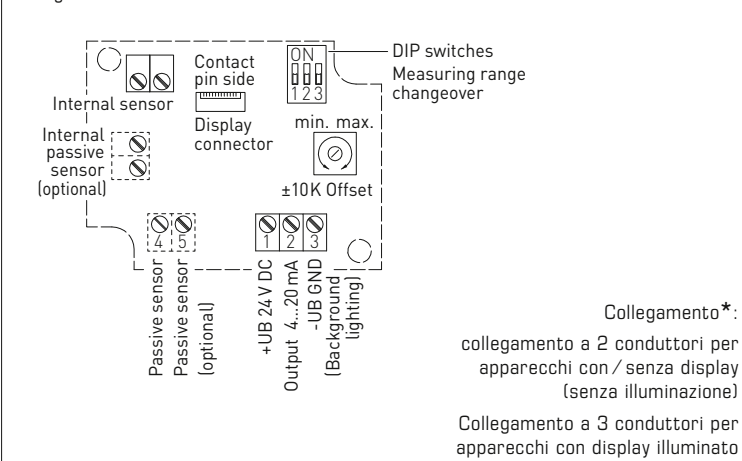 ON
DIP switches
Measuring range
changeover
1 2 3
Contact
pin side
Internal sensor
Display
connector
min. max.
±10K Offset
Internal
passive
sensor
(optional)
4 5
1 2 3
Passive sensor
Passive sensor
(optional)
+UB 24 V DC
Output 4...20 mA
-UB GND
(Background
lighting)
Collegamento*:
collegamento a 2 conduttori per
apparecchi con / senza display
(senza illuminazione)
Collegamento a 3 conduttori per
apparecchi con display illuminato